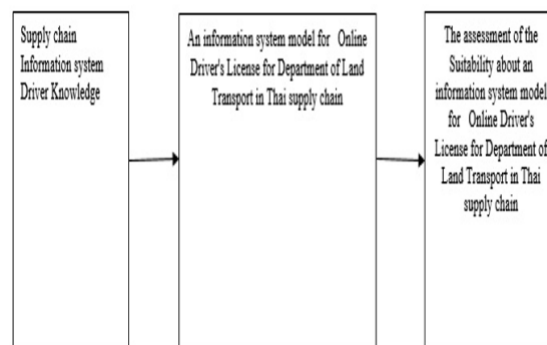 Supply chain
Information system
Driver Knowledge
An information system model for Online
Driver's License for Department of Land
Transport in Thai supply chain
The assessment of the
Suitability about an
information system model
for Online Driver's
License for Department of
Land Transport in Thai
supply chain